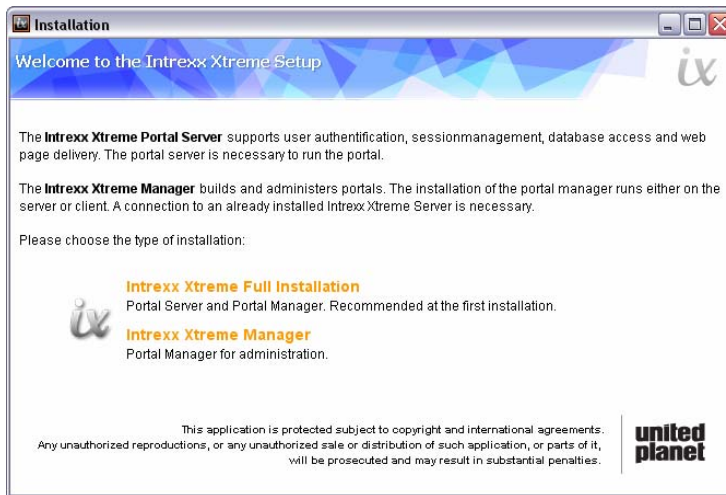 Installation
Welcome to the Intrexx Xtreme Setup
ix
The Intrexx Xtreme Portal Server supports user authentification, sessionmanagement, database access and web
page delivery. The portal server is necessary to run the portal.
The Intrexx Xtreme Manager builds and administers portals. The installation of the portal manager runs either on the
server or client. A connection to an already installed Intrexx Xtreme Server is necessary.
Please choose the type of installation:
Intrexx Xtreme Full Installation
Portal Server and Portal Manager. Recommended at the first installation.
ix
Intrexx Xtreme Manager
Portal Manager for administration.
This application is protected subject to copyright and international agreements.
Any unauthorized reproductions, or any unauthorized sale or distribution of such application, or parts of it,
will be prosecuted and may result in substantial penalties.
united
planet